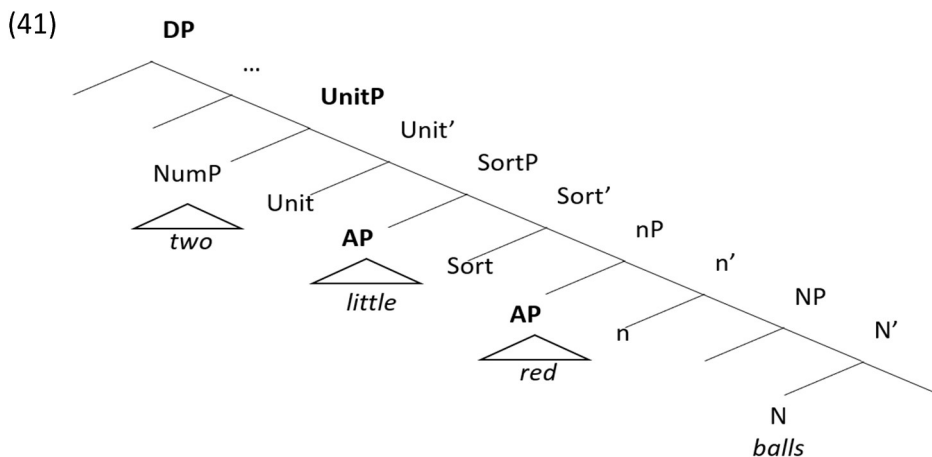 (41)
DP
...
UnitP
Unit’
NumP
SortP
two
Unit
Sort’
AP
nP
little
Sort
n’
AP
NP
red
n
N’
N
balls